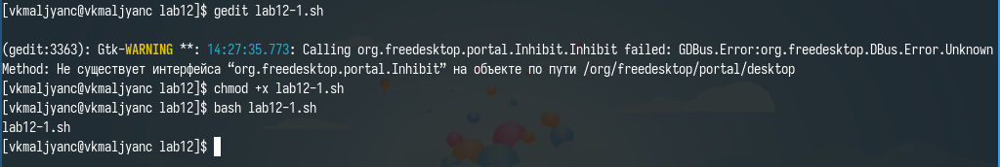 [vkmaljyanc@vkmaljyanc lab12]$ gedit lab12-1.sh
(gedit:3363): Gtk-WARNING **: 14:27:35.773: Calling org.freedesktop.portal.Inhibit.Inhibit failed: GDBus.Error:org.freedesktop.DBus.Error.Unknown
Method: Не существует интерфейса “org.freedesktop.portal.Inhibit” на объекте по пути /org/freedesktop/portal/desktop
[vkmaljyanc@vkmaljyanc lab12]$ chmod +x lab12-1.sh
[vkmaljyanc@vkmaljyanc lab12]$ bash lab12-1.sh
lab12-1.sh
[vkmaljyanc@vkmaljyanc lab12]$